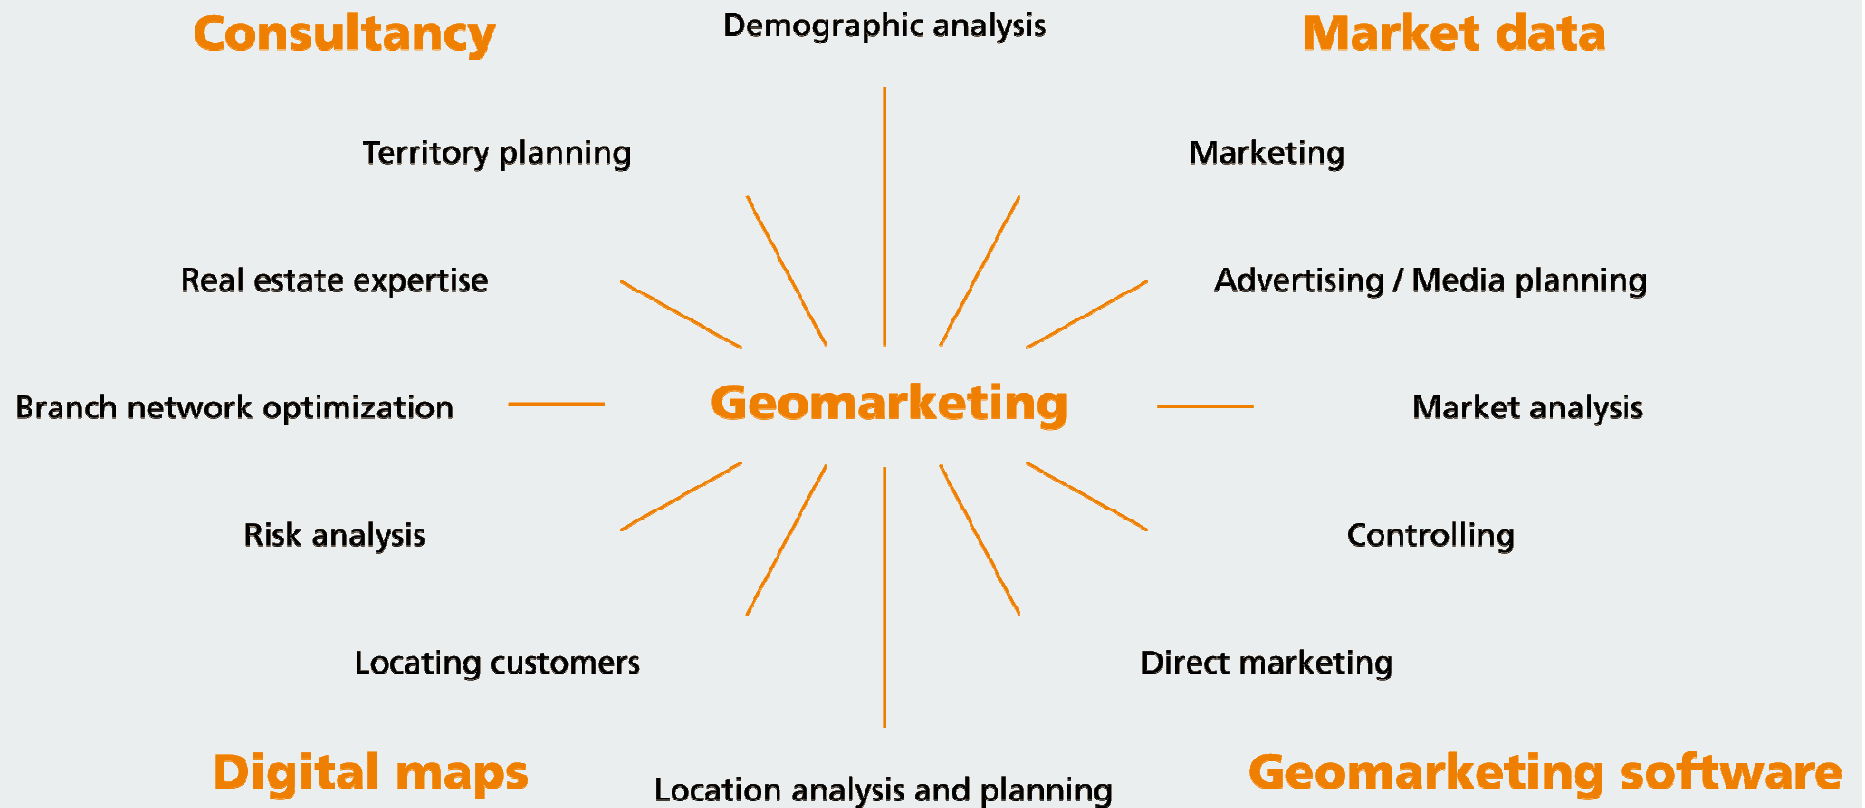 Consultancy
Demographic analysis
Market data
Territory planning
Marketing
Real estate expertise
Advertising / Media planning
Branch network optimization
Geomarketing
Market analysis
Risk analysis
Controlling
Locating customers
Direct marketing
Digital maps
Location analysis and planning
Geomarketing software